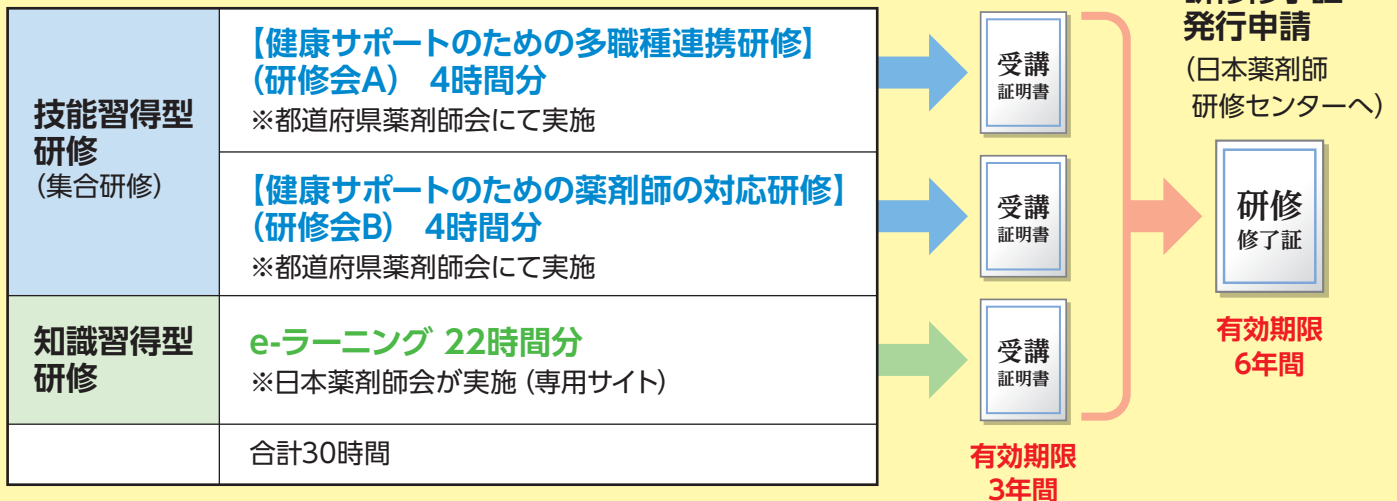 技能習得型
研修
(集合研修)
【健康サポートのための多職種連携研修】
(研修会A) 4時間分
※都道府県薬剤師会にて実施
【健康サポートのための薬剤師の対応研修】
(研修会B) 4時間分
※都道府県薬剤師会にて実施
知識習得型
研修
e-ラーニング 22時間分
※日本薬剤師会が実施(専用サイト)
合計30時間
受講
証明書
受講
証明書
受講
証明書
有効期限
3年間
発行申請
(日本薬剤師
研修センターへ)
研修
修了証
有効期限
6年間